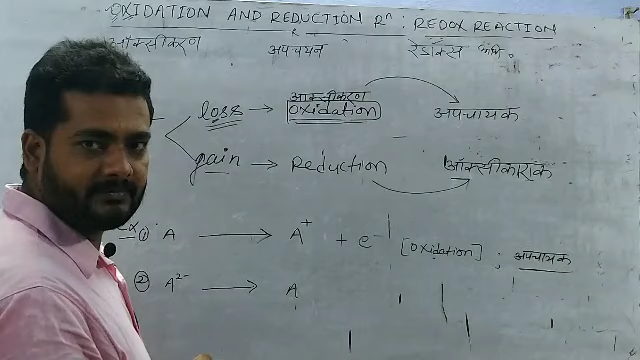 OXIDATION AND REDUCTION Rⁿ : REDOX REACTION
ऑक्सीकरण अपचयन रेडॉक्स
loss → ऑक्सीकरण oxidation अपचायक
gain → Reduction ऑक्सीकारक
Ex ① A → A⁺ + e⁻ [oxidation] ; अपचायक
② A²⁻ → A